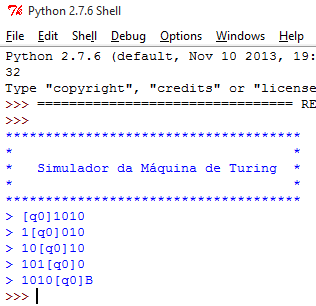 Python 2.7.6 Shell
File Edit Shell Debug Options Windows Help
Python 2.7.6 (default, Nov 10 2013, 19:
32
Type "copyright", "credits" or "license
>>> ================================ RE
>>>
*************************************
* *
* Simulador da Máquina de Turing *
* *
*************************************
> [q0]1010
> 1[q0]010
> 10[q0]10
> 101[q0]0
> 1010[q0]B
>>>